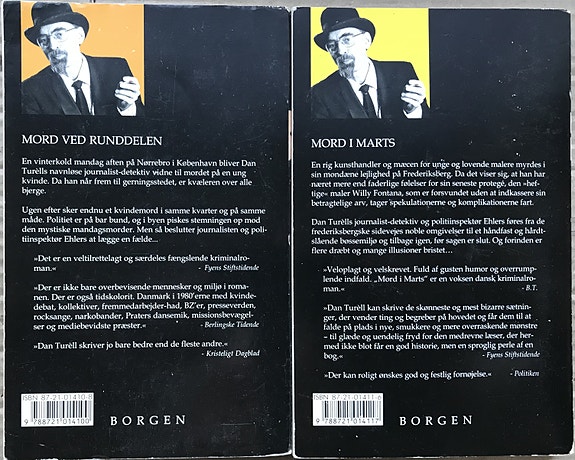 MORD VED RUNDDELEN
En vinterkold mandag aften på Nørrebro i København bliver Dan
Turèlls navnløse journalist-detektiv vidne til mordet på en ung
kvinde. Da han når frem til gerningsstedet, er kvæleren over alle
bjerge.
Ugen efter sker endnu et kvindemord i samme kvarter og på samme
måde. Politiet er på bar bund, og i byen piskes stemningen op mod
den mystiske mandagsmorder. Men så beslutter journalisten og poli-
tiinspektør Ehlers at lægge en fælde...
»Det er en veltilrettelagt og særdeles fængslende kriminalro-
man.«
- Fyens Stiftstidende
»Der er ikke bare overbevisende mennesker og miljø i roma-
nen. Der er også tidskolorit. Danmark i 1980'erne med kvinde-
debat, kollektiver, fremmedarbejder-had, BZ'er, presseverden,
rocksange, narkobander, Praters dansemik, missionsbevægel-
ser og mediebevidste præster.«
- Berlingske Tidende
»Dan Turèll skriver jo bare bedre end de fleste andre.«
- Kristeligt Dagblad
ISBN 87-21-01410-8
9 788721 014100
BORGEN
MORD I MARTS
En rig kunsthandler og mæcen for unge og lovende malere myrdes i
sin mondæne lejlighed på Frederiksberg. Da det viser sig, at han har
næret mere end faderlige følelser for sin seneste protegé, den »hef-
tige« maler Willy Fontana, som er forsvundet uden at indkassere sin
betragtelige arv, tager spekulationerne og komplikationerne fart.
Dan Turèlls journalist-detektiv og politiinspektør Ehlers føres fra de
frederiksbergske sidevejes noble omgivelser til et håndfast og hårdt-
slående bøssemiljø og tilbage igen, før sagen er slut. Og forinden er
flere dræbt og mange illusioner bristet...
»Veloplagt og velskrevet. Fuld af gusten humor og overrump-
lende indfald. „Mord i Marts” er en voksen dansk kriminalro-
man.«
- B.T.
»Dan Turèll kan skrive de skønneste og mest bizarre sætnin-
ger, der vender ting og begreber på hovedet og får dem til at
falde på plads i nye, smukkere og mere overraskende mønstre
– til glæde og uendelig fryd for den medrevne læser, der her-
med ikke blot får en god historie, men en sproglig perle af en
bog.«
- Fyens Stiftstidende
»Der kan roligt ønskes god og festlig fornøjelse.«
- Politiken
ISBN 87-21-01411-6
9 788721 014117
BORGEN